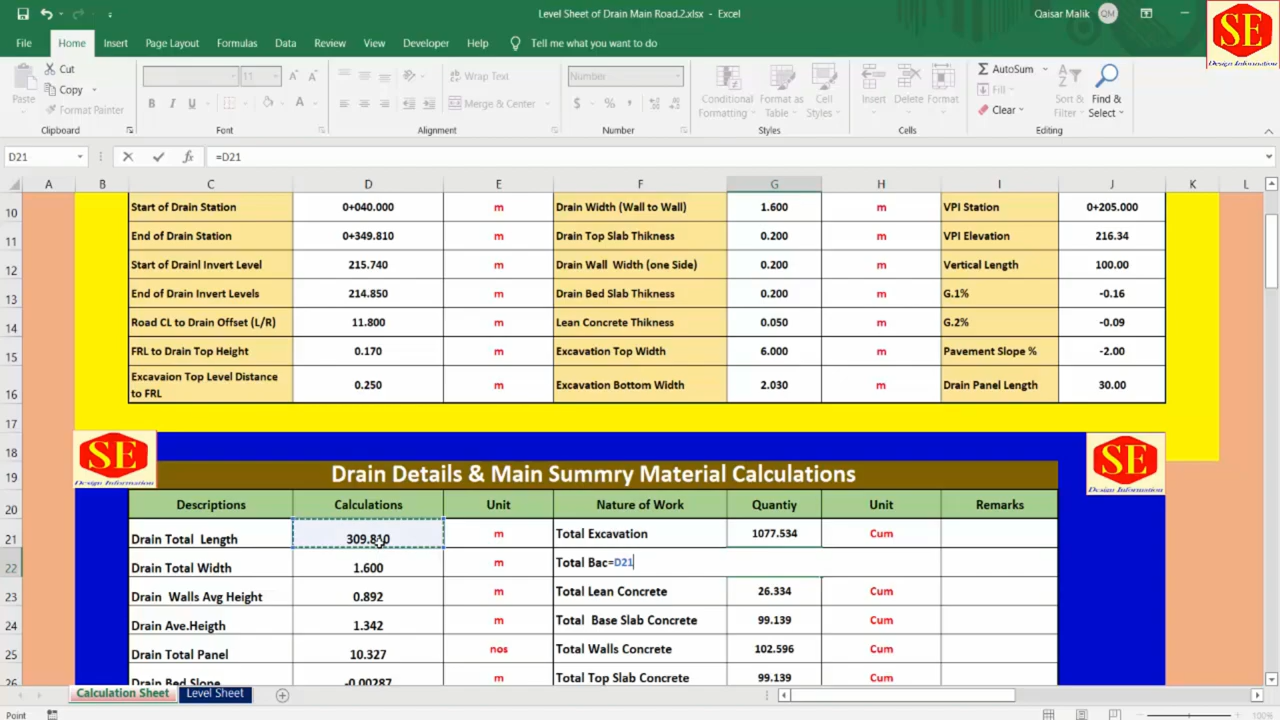 Level Sheet of Drain Main Road.2.xlsx - Excel
Qaisar Malik QM
SE
Design Information
File Home Insert Page Layout Formulas Data Review View Developer Help Tell me what you want to do
Paste Cut Copy Format Painter
11 Wrap Text Merge & Center
Number
Conditional Formatting Format as Table Cell Styles
Insert Delete Format
AutoSum Fill Clear
Sort & Filter Find & Select
Clipboard Font Alignment Number Styles Cells Editing
D21 fx =D21
A B C D E F G H I J K L
10 Start of Drain Station 0+040.000 m Drain Width (Wall to Wall) 1.600 m VPI Station 0+205.000
11 End of Drain Station 0+349.810 m Drain Top Slab Thikness 0.200 m VPI Elevation 216.34
12 Start of Drainl Invert Level 215.740 m Drain Wall Width (one Side) 0.200 m Vertical Length 100.00
13 End of Drain Invert Levels 214.850 m Drain Bed Slab Thikness 0.200 m G.1% -0.16
14 Road CL to Drain Offset (L/R) 11.800 m Lean Concrete Thikness 0.050 m G.2% -0.09
15 FRL to Drain Top Height 0.170 m Excavation Top Width 6.000 m Pavement Slope % -2.00
16 Excavaion Top Level Distance to FRL 0.250 m Excavation Bottom Width 2.030 m Drain Panel Length 30.00
17
18
SE
Design Information
SE
Design Information
19 Drain Details & Main Summry Material Calculations
20 Descriptions Calculations Unit Nature of Work Quantity Unit Remarks
21 Drain Total Length 309.810 m Total Excavation 1077.534 Cum
22 Drain Total Width 1.600 m Total Bac=D21
23 Drain Walls Avg Height 0.892 m Total Lean Concrete 26.334 Cum
24 Drain Ave.Heigth 1.342 m Total Base Slab Concrete 99.139 Cum
25 Drain Total Panel 10.327 nos Total Walls Concrete 102.596 Cum
26 Drain Bed Slope -0.00287 m Total Top Slab Concrete 99.139 Cum
Calculation Sheet Level Sheet
Point 100%